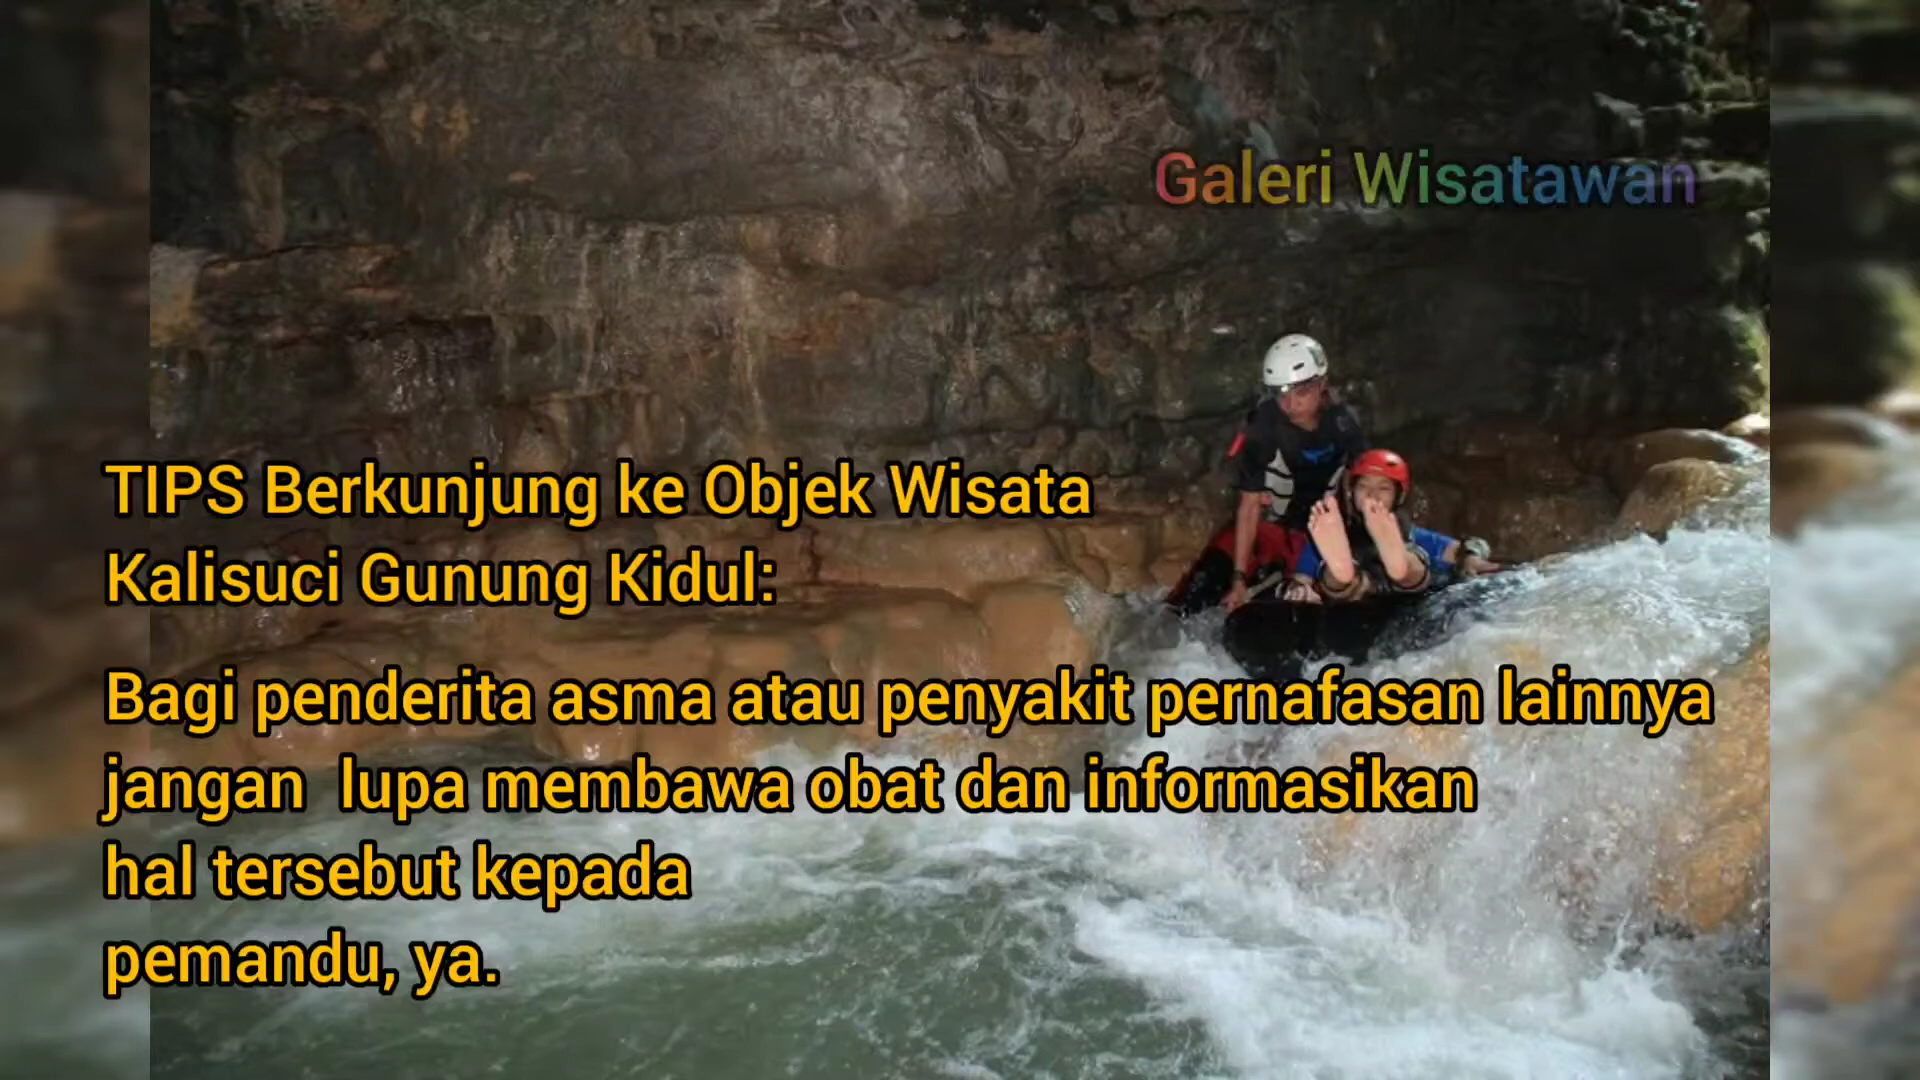 Galeri Wisatawan
TIPS Berkunjung ke Objek Wisata
Kalisuci Gunung Kidul:
Bagi penderita asma atau penyakit pernafasan lainnya
jangan  lupa membawa obat dan informasikan
hal tersebut kepada
pemandu, ya.